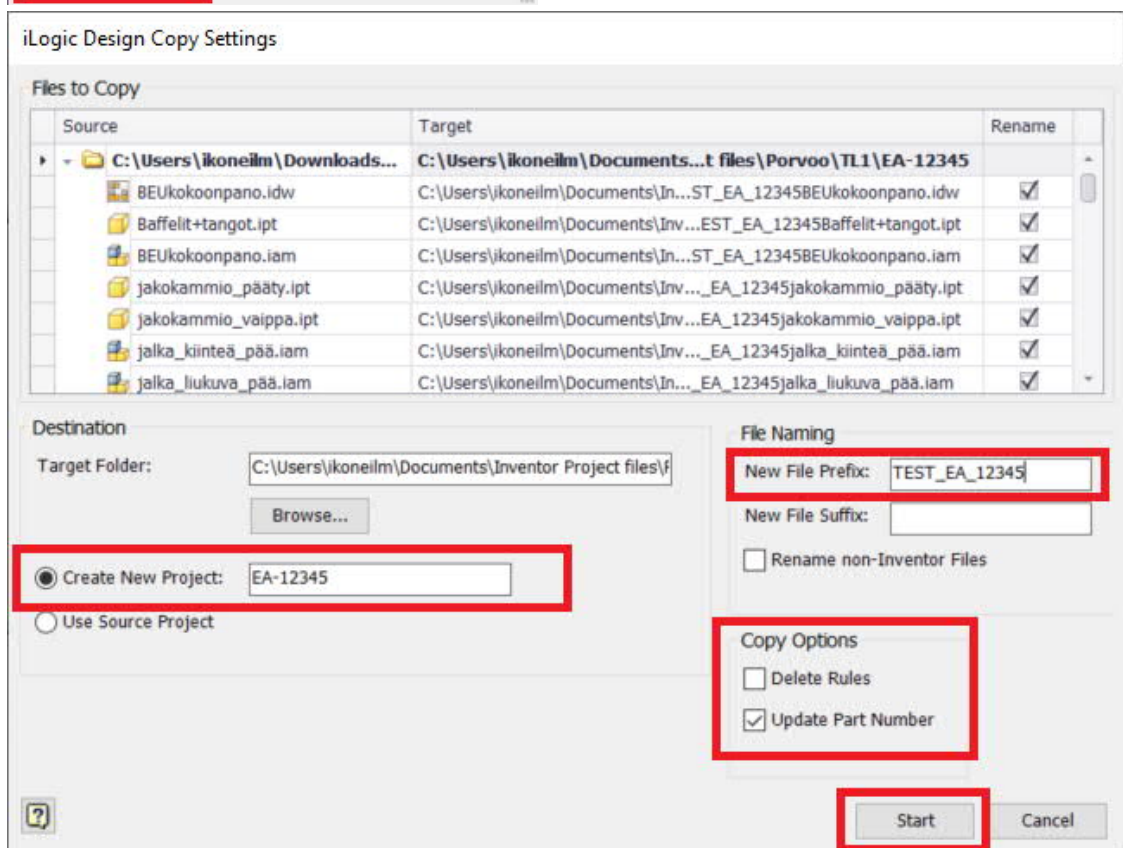 iLogic Design Copy Settings
Files to Copy
Source Target Rename
C:\Users\ikoneilm\Downloads... C:\Users\ikoneilm\Documents...t files\Porvoo\TL1\EA-12345
BEUkokoonpano.idw C:\Users\ikoneilm\Documents\In...ST_EA_12345BEUkokoonpano.idw
Baffelit+tangot.ipt C:\Users\ikoneilm\Documents\Inv...EST_EA_12345Baffelit+tangot.ipt
BEUkokoonpano.iam C:\Users\ikoneilm\Documents\In...ST_EA_12345BEUkokoonpano.iam
jakokammio_pääty.ipt C:\Users\ikoneilm\Documents\Inv..._EA_12345jakokammio_pääty.ipt
jakokammio_vaippa.ipt C:\Users\ikoneilm\Documents\Inv...EA_12345jakokammio_vaippa.ipt
jalka_kiinteä_pää.iam C:\Users\ikoneilm\Documents\Inv..._EA_12345jalka_kiinteä_pää.iam
jalka_liukuva_pää.iam C:\Users\ikoneilm\Documents\In..._EA_12345jalka_liukuva_pää.iam
Destination
Target Folder: C:\Users\ikoneilm\Documents\Inventor Project files\
Browse...
Create New Project: EA-12345
Use Source Project
File Naming
New File Prefix: TEST_EA_12345
New File Suffix:
Rename non-Inventor Files
Copy Options
Delete Rules
Update Part Number
Start Cancel